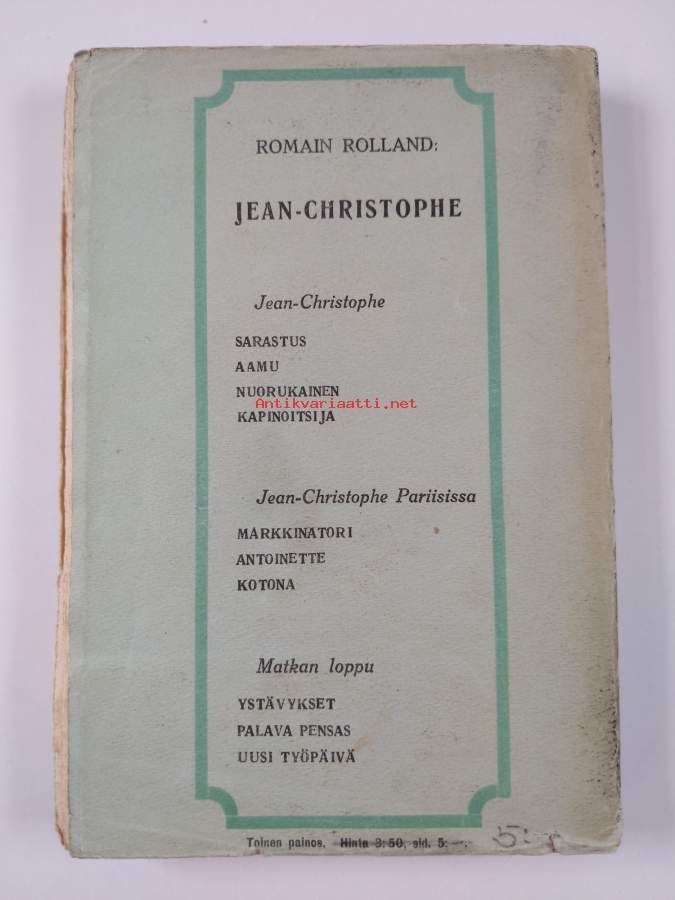 ROMAIN ROLLAND:
JEAN-CHRISTOPHE
Jean-Christophe
SARASTUS
AAMU
NUORUKAINEN
Antikvariaatti.net
KAPINOITSIJA
Jean-Christophe Pariisissa
MARKKINATORI
ANTOINETTE
KOTONA
Matkan loppu
YSTÄVYKSET
PALAVA PENSAS
UUSI TYÖPÄIVÄ
Toinen painos. Hinta 3:50, sid. 5:—.
5: